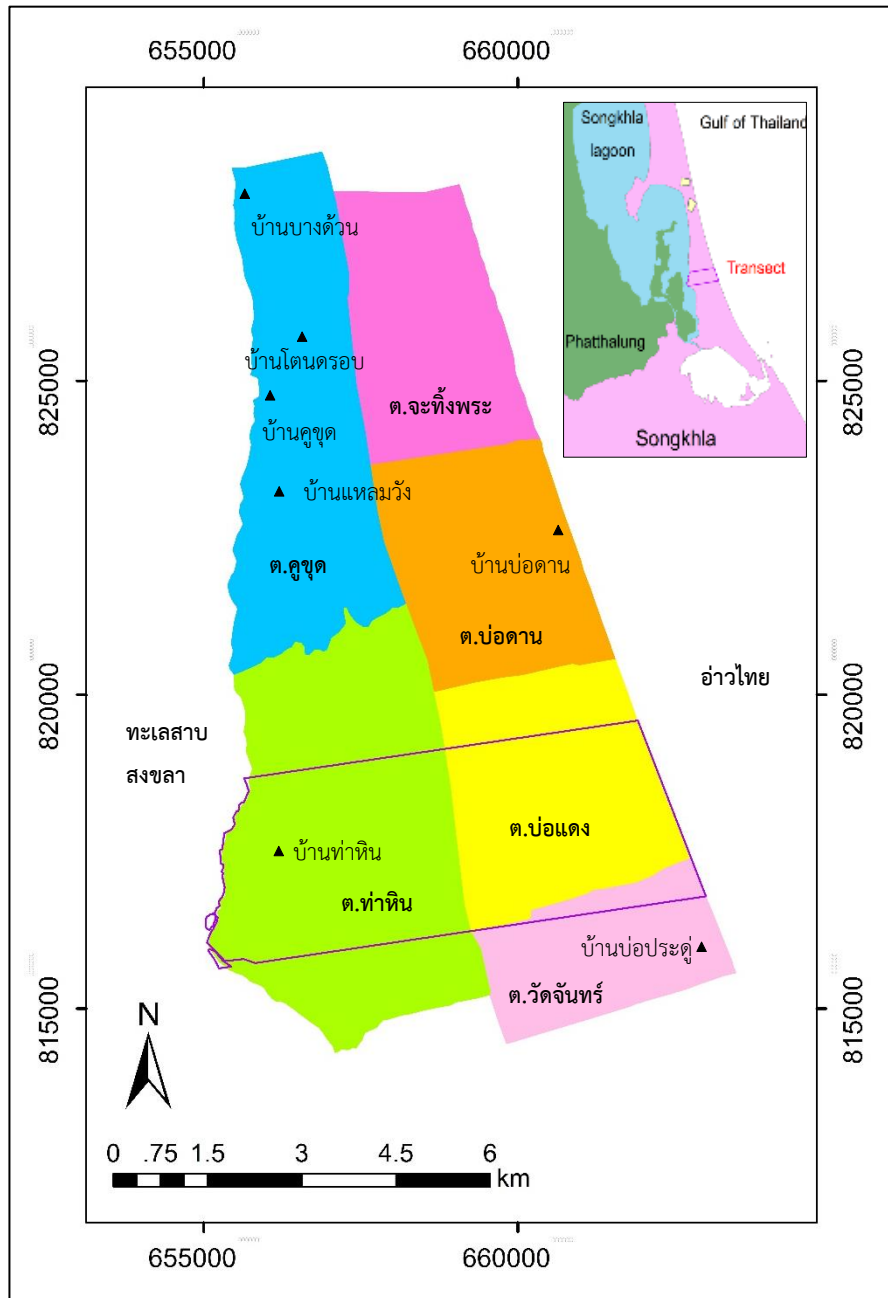 655000
660000
Songkhla
lagoon
Gulf of Thailand
Transect
Phatthalung
Songkhla
825000
825000
บ้านบางด้วน
บ้านโตนดรอบ
ต.จะทิ้งพระ
บ้านคูขุด
บ้านแหลมวัง
บ้านบ่อดาน
ต.คูขุด
ต.บ่อดาน
อ่าวไทย
820000
820000
ทะเลสาบ
สงขลา
ต.บ่อแดง
บ้านท่าหิน
ต.ท่าหิน
บ้านบ่อประดู่
ต.วัดจันทร์
815000
815000
N
0 .75 1.5 3 4.5 6
km
655000
660000